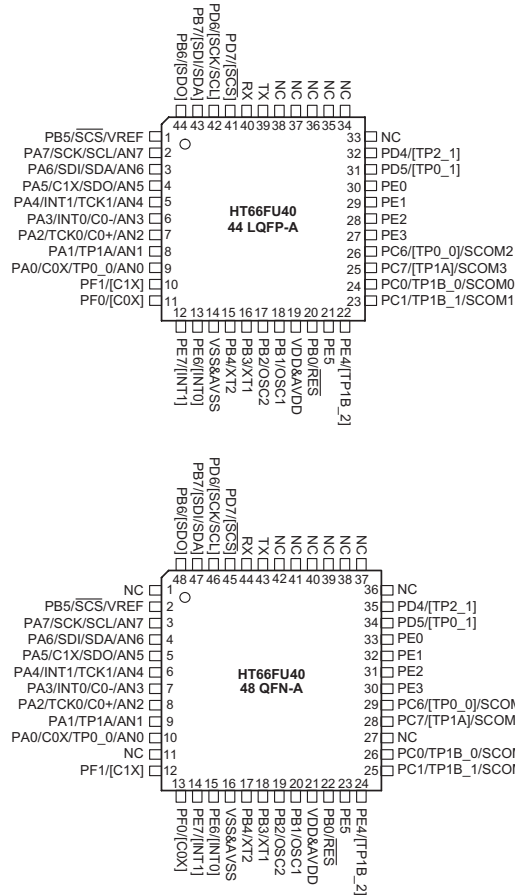 PB6/[SDO]
PB7/[SDI/SDA]
PD6/[SCK/SCL]
PD7/[SCS]
RX
TX
NC
NC
NC
NC
NC
44 43 42 41 40 39 38 37 36 35 34
PB5/SCS/VREF 1
PA7/SCK/SCL/AN7 2
PA6/SDI/SDA/AN6 3
PA5/C1X/SDO/AN5 4
PA4/INT1/TCK1/AN4 5
PA3/INT0/C0-/AN3 6
PA2/TCK0/C0+/AN2 7
PA1/TP1A/AN1 8
PA0/C0X/TP0_0/AN0 9
PF1/[C1X] 10
PF0/[C0X] 11
HT66FU40
44 LQFP-A
33 NC
32 PD4/[TP2_1]
31 PD5/[TP0_1]
30 PE0
29 PE1
28 PE2
27 PE3
26 PC6/[TP0_0]/SCOM2
25 PC7/[TP1A]/SCOM3
24 PC0/TP1B_0/SCOM0
23 PC1/TP1B_1/SCOM1
12 13 14 15 16 17 18 19 20 21 22
PE7/[INT1]
PE6/[INT0]
VSS&AVSS
PB4/XT2
PB3/XT1
PB2/OSC2
PB1/OSC1
VDD&AVDD
PB0/RES
PE5
PE4/[TP1B_2]
PB6/[SDO]
PB7/[SDI/SDA]
PD6/[SCK/SCL]
PD7/[SCS]
RX
TX
NC
NC
NC
NC
NC
NC
48 47 46 45 44 43 42 41 40 39 38 37
NC 1
PB5/SCS/VREF 2
PA7/SCK/SCL/AN7 3
PA6/SDI/SDA/AN6 4
PA5/C1X/SDO/AN5 5
PA4/INT1/TCK1/AN4 6
PA3/INT0/C0-/AN3 7
PA2/TCK0/C0+/AN2 8
PA1/TP1A/AN1 9
PA0/C0X/TP0_0/AN0 10
NC 11
PF1/[C1X] 12
HT66FU40
48 QFN-A
36 NC
35 PD4/[TP2_1]
34 PD5/[TP0_1]
33 PE0
32 PE1
31 PE2
30 PE3
29 PC6/[TP0_0]/SCOM
28 PC7/[TP1A]/SCOM
27 NC
26 PC0/TP1B_0/SCOM
25 PC1/TP1B_1/SCOM
13 14 15 16 17 18 19 20 21 22 23 24
PF0/[C0X]
PE7/[INT1]
PE6/[INT0]
VSS&AVSS
PB4/XT2
PB3/XT1
PB2/OSC2
PB1/OSC1
VDD&AVDD
PB0/RES
PE5
PE4/[TP1B_2]